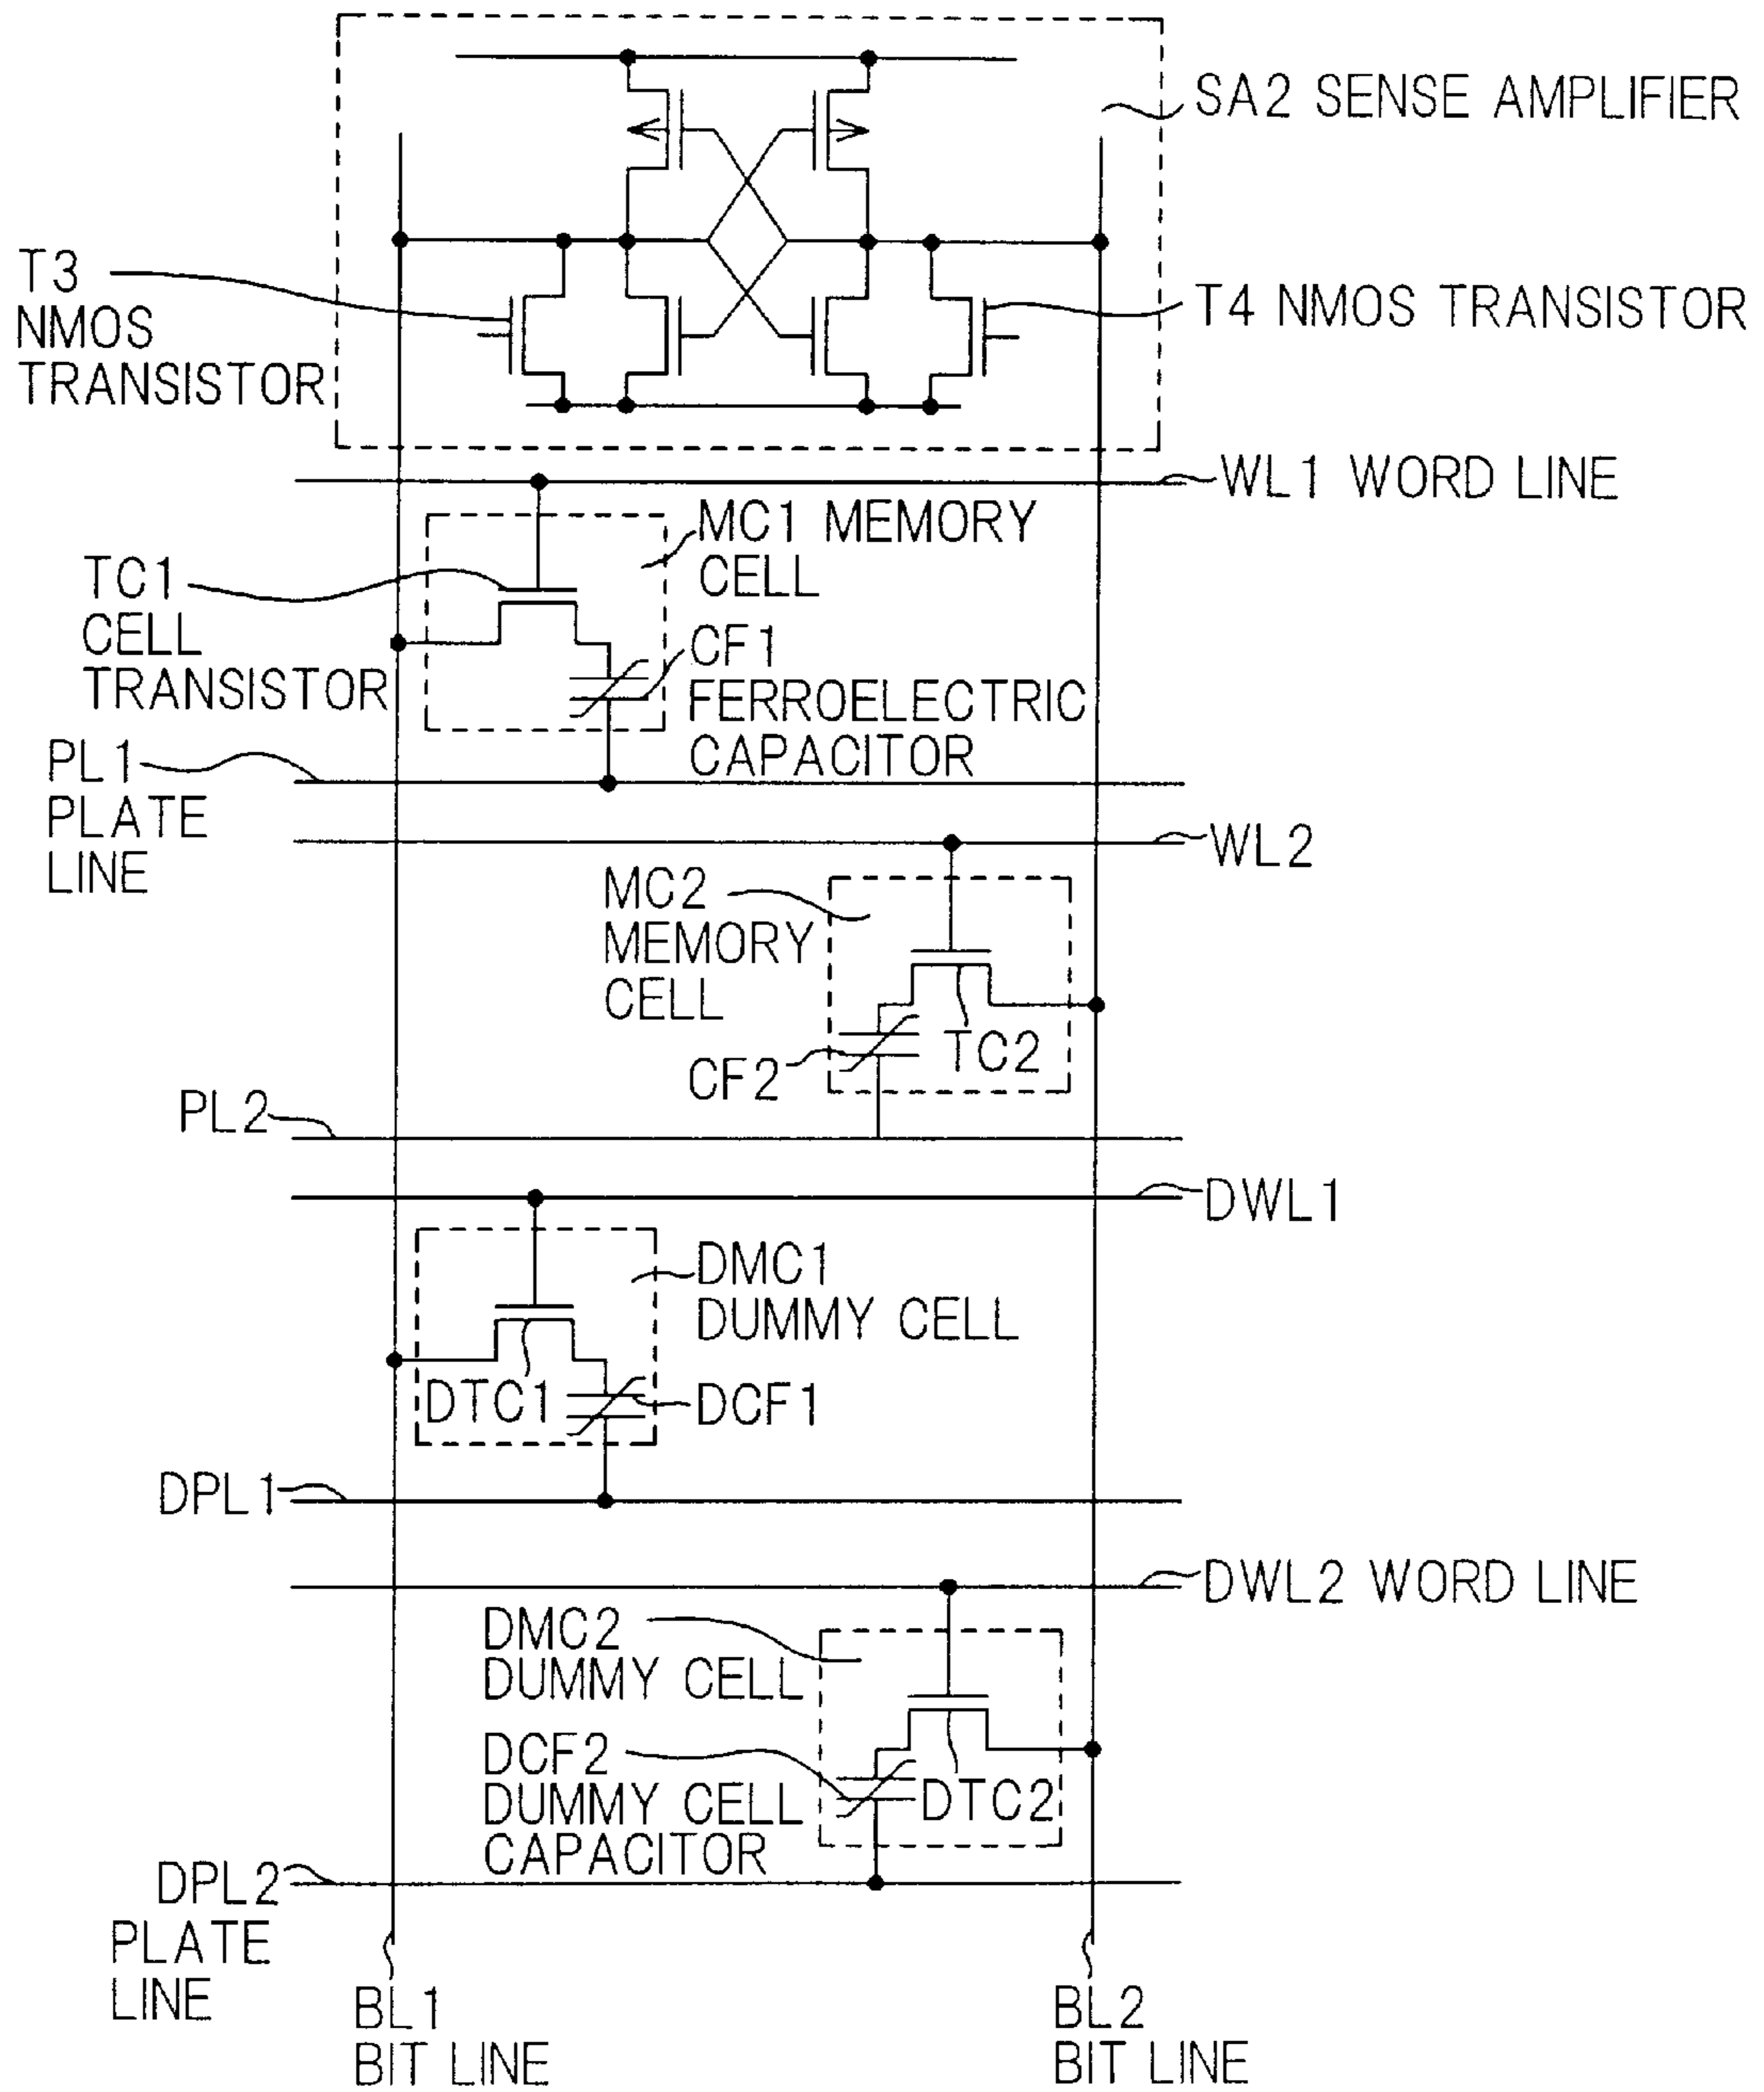 SA2 SENSE AMPLIFIER
T3
NMOS
TRANSISTOR
T4 NMOS TRANSISTOR
WL1 WORD LINE
MC1 MEMORY
CELL
TC1
CELL
TRANSISTOR
CF1
FERROELECTRIC
CAPACITOR
PL1
PLATE
LINE
WL2
MC2
MEMORY
CELL
TC2
CF2
PL2
DWL1
DMC1
DUMMY CELL
DTC1
DCF1
DPL1
DWL2 WORD LINE
DMC2
DUMMY CELL
DCF2
DUMMY CELL
CAPACITOR
DTC2
DPL2
PLATE
LINE
BL1
BIT LINE
BL2
BIT LINE